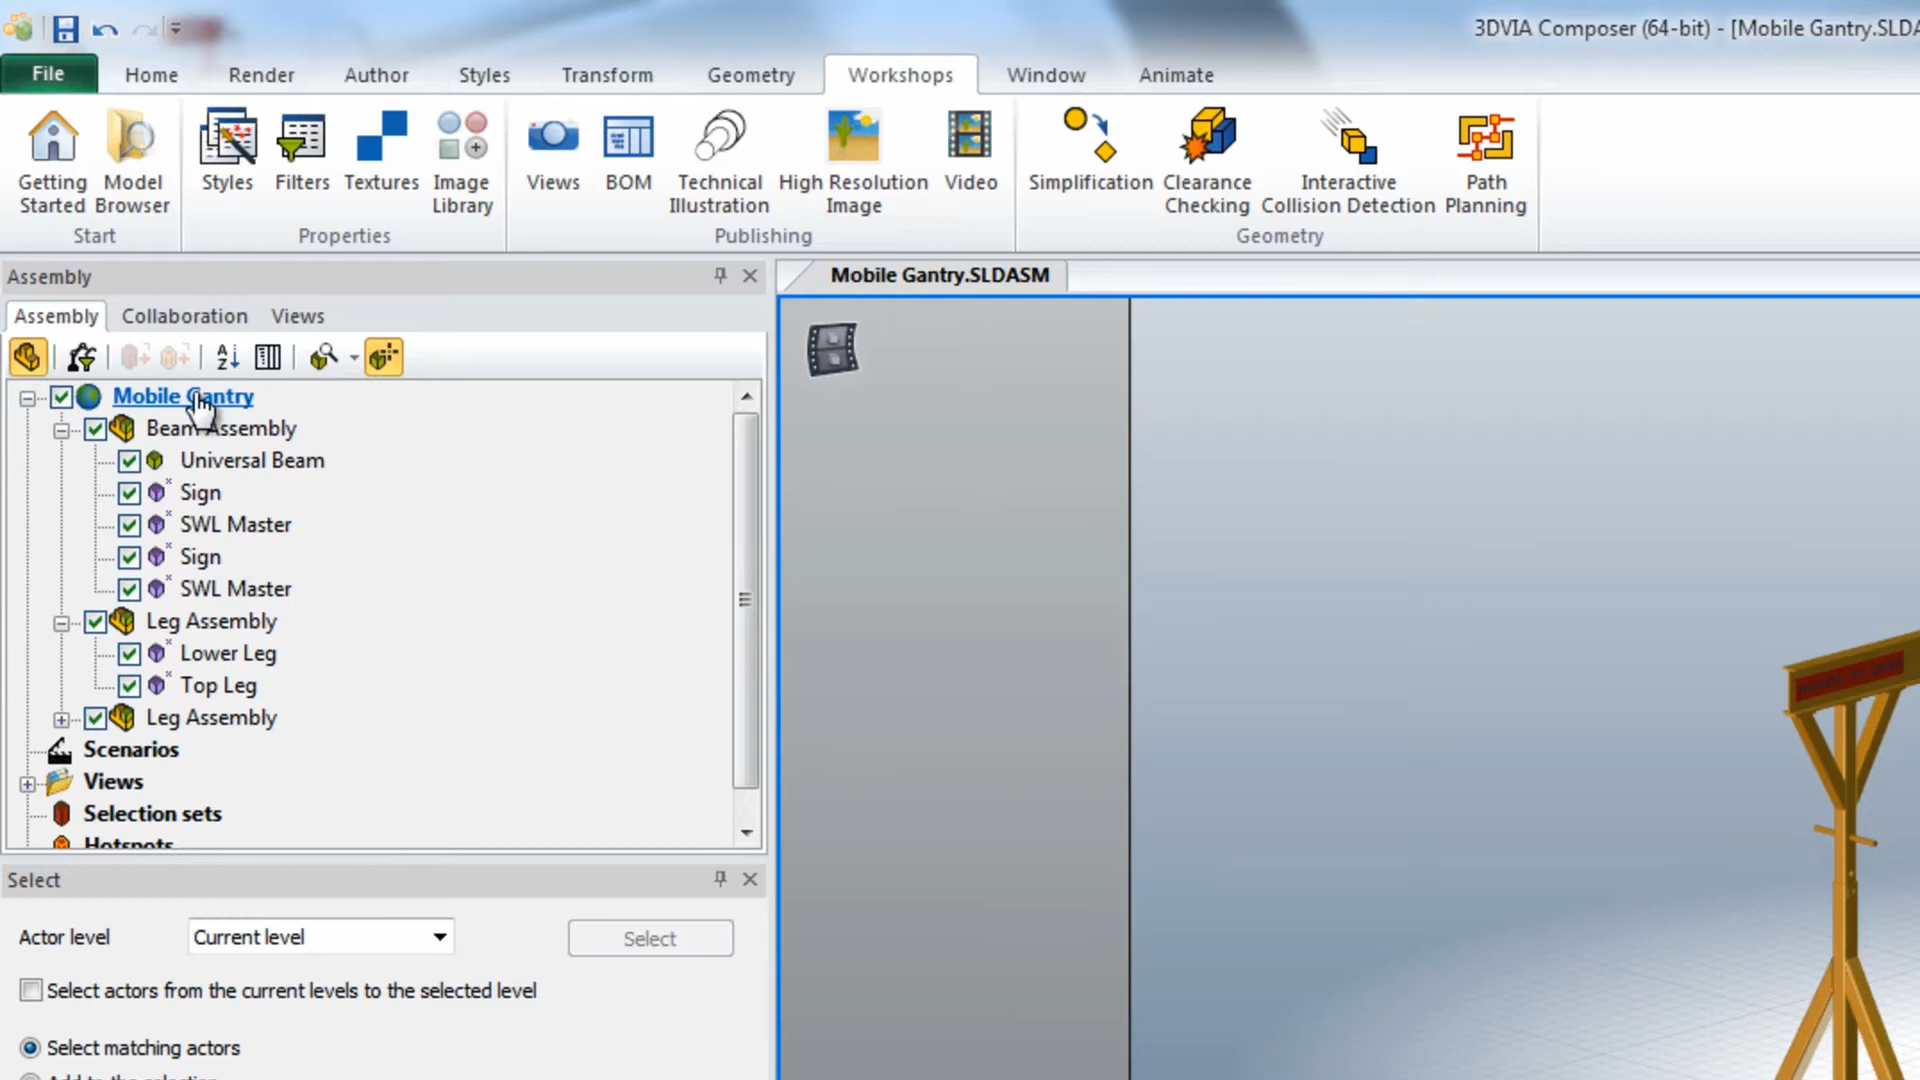 3DVIA Composer (64-bit) - [Mobile Gantry.SLDA
File Home Render Author Styles Transform Geometry Workshops Window Animate
Getting Started Model Browser Styles Filters Textures Image Library Views BOM Technical Illustration High Resolution Image Video Simplification Clearance Checking Interactive Collision Detection Path Planning
Start Properties Publishing Geometry
Assembly
Mobile Gantry.SLDASM
Assembly Collaboration Views
Mobile Gantry
Beam Assembly
Universal Beam
Sign
SWL Master
Sign
SWL Master
Leg Assembly
Lower Leg
Top Leg
Leg Assembly
Scenarios
Views
Selection sets
Hotspots
Select
Actor level Current level Select
Select actors from the current levels to the selected level
Select matching actors
Add to the selection